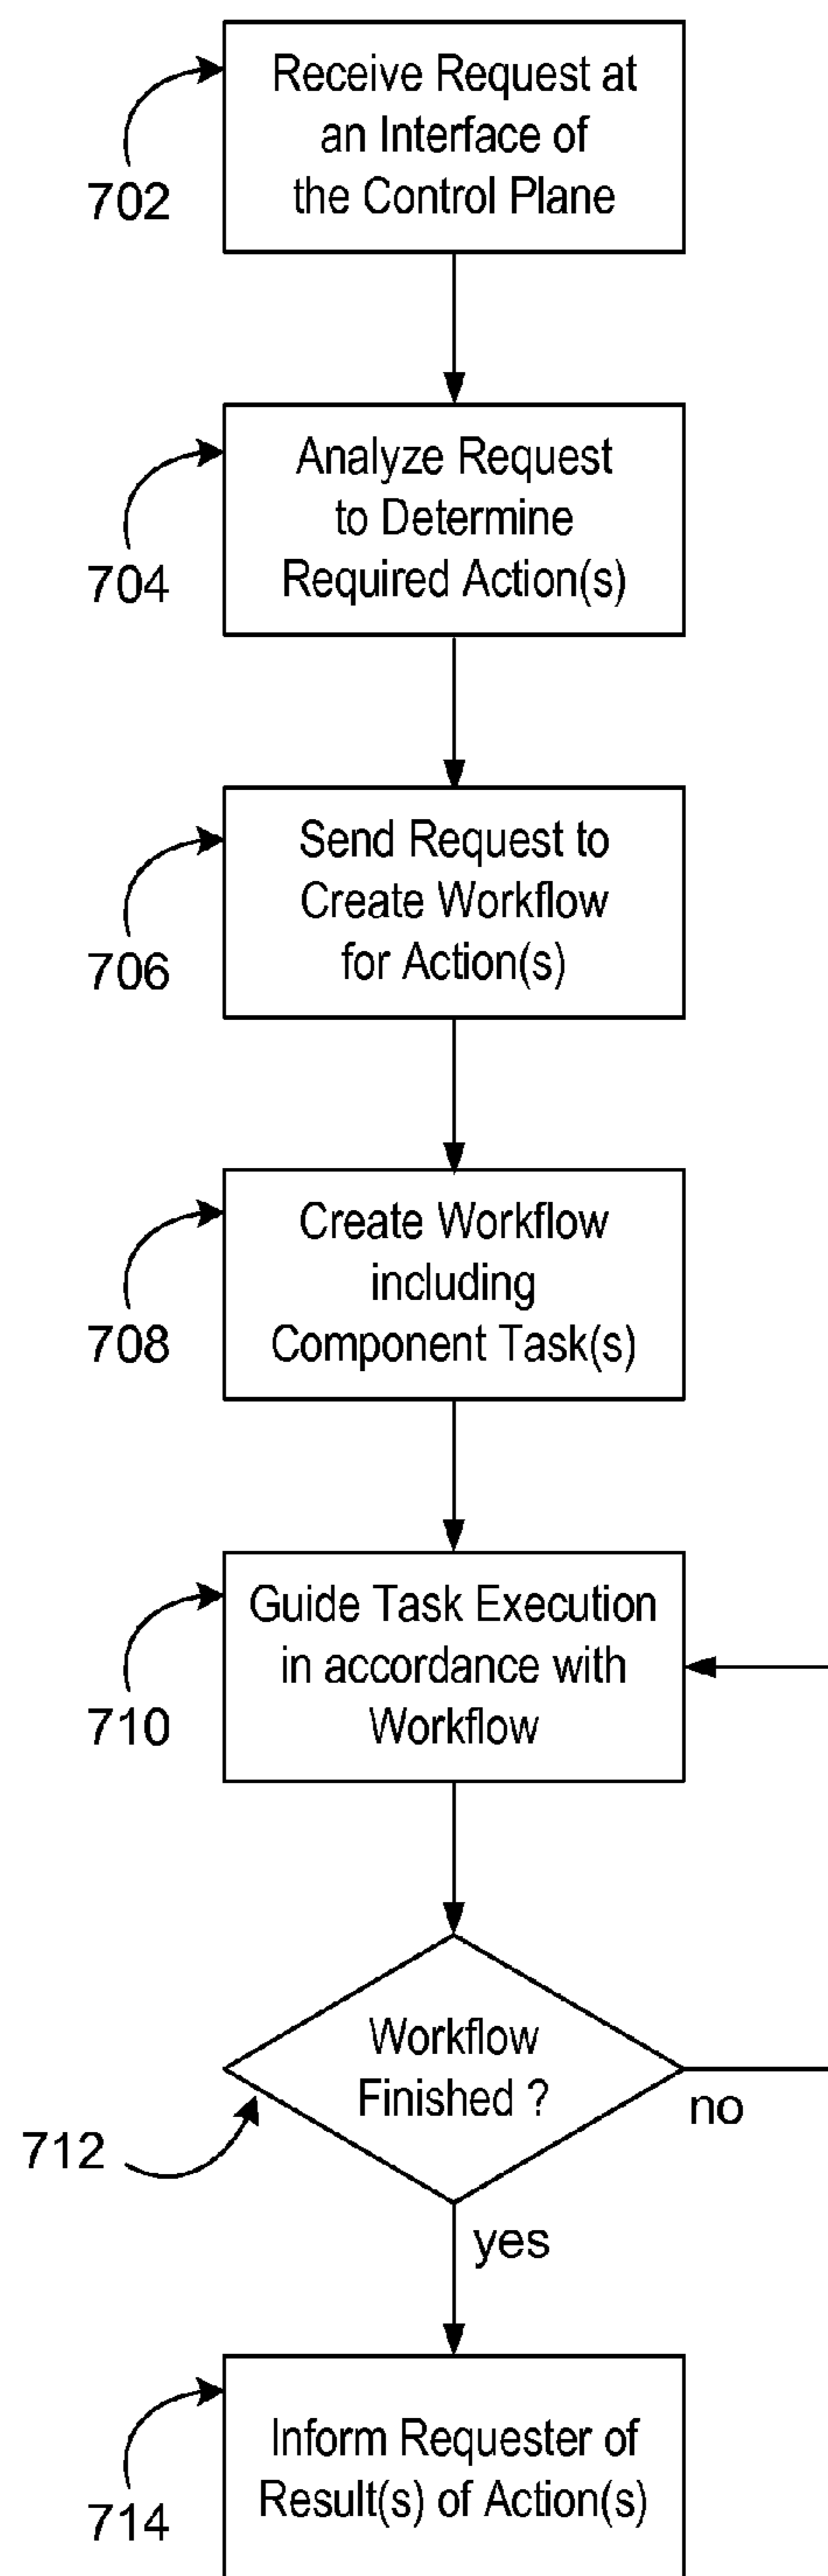 Receive Request at
an Interface of
the Control Plane
702
Analyze Request
to Determine
Required Action(s)
704
Send Request to
Create Workflow
for Action(s)
706
Create Workflow
including
Component Task(s)
708
Guide Task Execution
in accordance with
Workflow
710
Workflow
Finished ?
no
712
yes
Inform Requester of
Result(s) of Action(s)
714